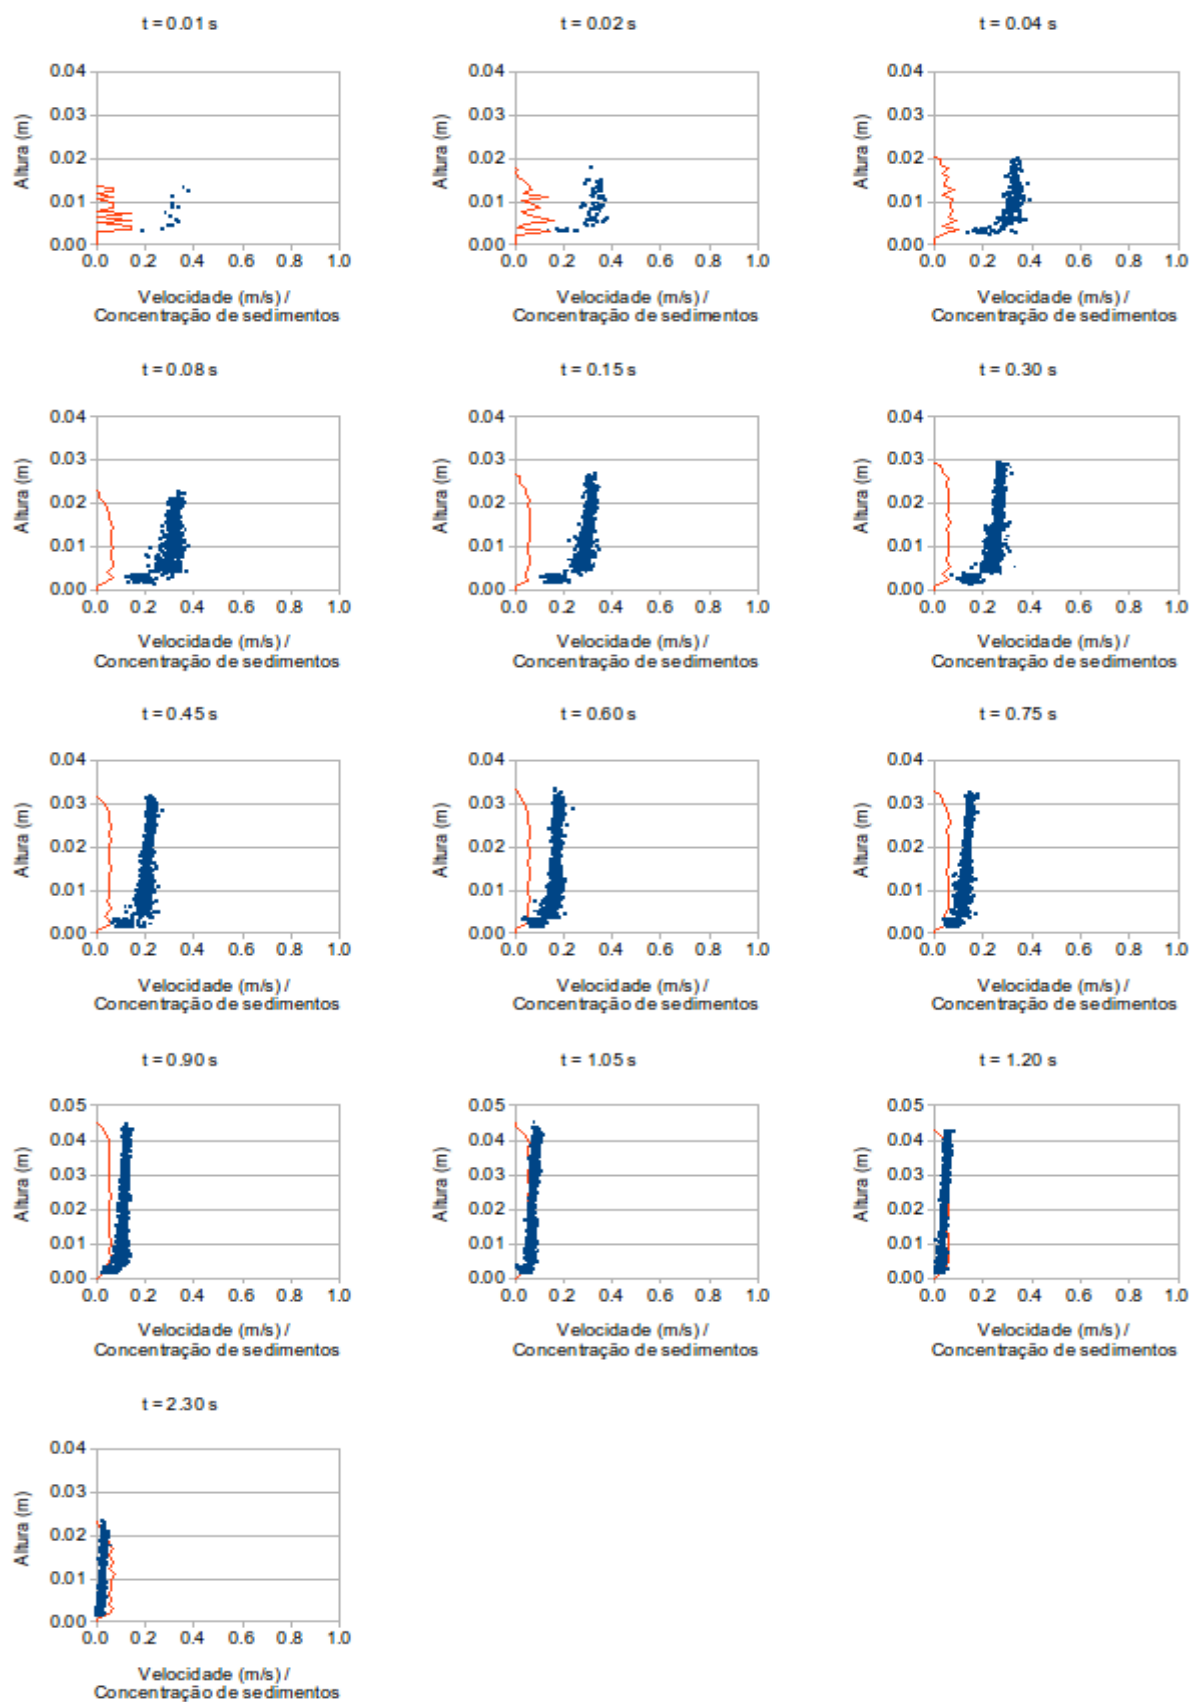 t = 0.01 s
t = 0.02 s
t = 0.04 s
Altura (m)
0.04
0.03
0.02
0.01
0.00
0.0 0.2 0.4 0.6 0.8 1.0
Velocidade (m/s) /
Concentração de sedimentos
Altura (m)
0.04
0.03
0.02
0.01
0.00
0.0 0.2 0.4 0.6 0.8 1.0
Velocidade (m/s) /
Concentração de sedimentos
Altura (m)
0.04
0.03
0.02
0.01
0.00
0.0 0.2 0.4 0.6 0.8 1.0
Velocidade (m/s) /
Concentração de sedimentos
t = 0.08 s
t = 0.15 s
t = 0.30 s
Altura (m)
0.04
0.03
0.02
0.01
0.00
0.0 0.2 0.4 0.6 0.8 1.0
Velocidade (m/s) /
Concentração de sedimentos
Altura (m)
0.04
0.03
0.02
0.01
0.00
0.0 0.2 0.4 0.6 0.8 1.0
Velocidade (m/s) /
Concentração de sedimentos
Altura (m)
0.04
0.03
0.02
0.01
0.00
0.0 0.2 0.4 0.6 0.8 1.0
Velocidade (m/s) /
Concentração de sedimentos
t = 0.45 s
t = 0.60 s
t = 0.75 s
Altura (m)
0.04
0.03
0.02
0.01
0.00
0.0 0.2 0.4 0.6 0.8 1.0
Velocidade (m/s) /
Concentração de sedimentos
Altura (m)
0.04
0.03
0.02
0.01
0.00
0.0 0.2 0.4 0.6 0.8 1.0
Velocidade (m/s) /
Concentração de sedimentos
Altura (m)
0.04
0.03
0.02
0.01
0.00
0.0 0.2 0.4 0.6 0.8 1.0
Velocidade (m/s) /
Concentração de sedimentos
t = 0.90 s
t = 1.05 s
t = 1.20 s
Altura (m)
0.05
0.04
0.03
0.02
0.01
0.00
0.0 0.2 0.4 0.6 0.8 1.0
Velocidade (m/s) /
Concentração de sedimentos
Altura (m)
0.05
0.04
0.03
0.02
0.01
0.00
0.0 0.2 0.4 0.6 0.8 1.0
Velocidade (m/s) /
Concentração de sedimentos
Altura (m)
0.05
0.04
0.03
0.02
0.01
0.00
0.0 0.2 0.4 0.6 0.8 1.0
Velocidade (m/s) /
Concentração de sedimentos
t = 2.30 s
Altura (m)
0.04
0.03
0.02
0.01
0.00
0.0 0.2 0.4 0.6 0.8 1.0
Velocidade (m/s) /
Concentração de sedimentos